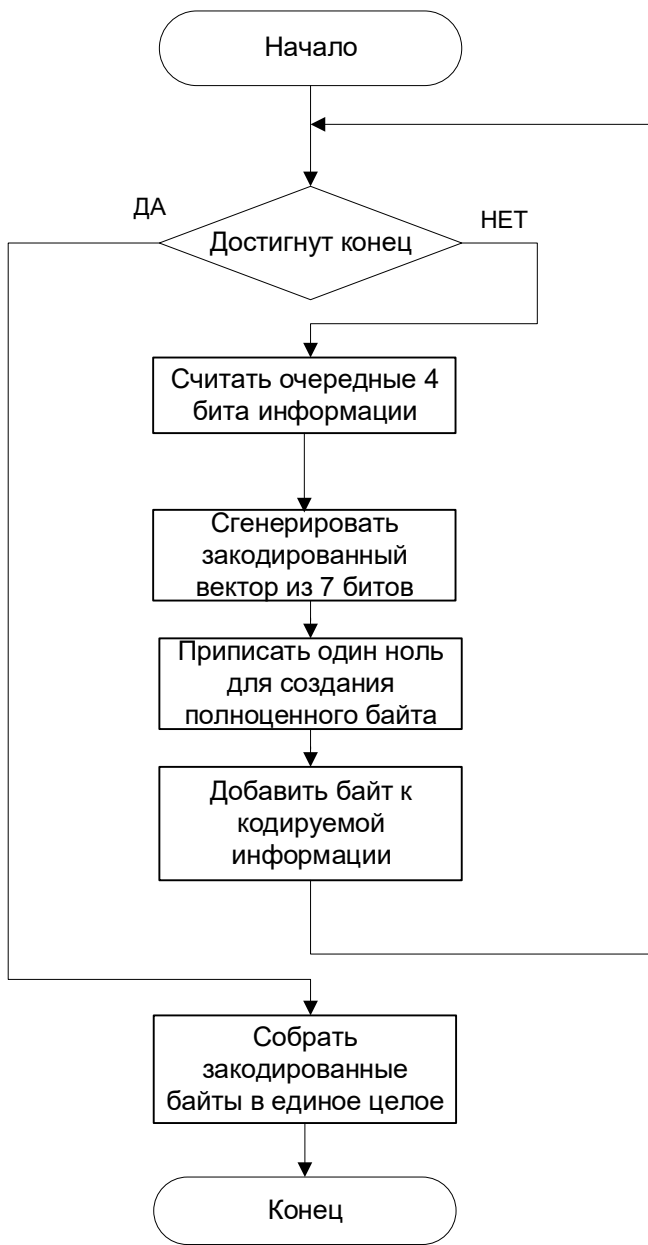 Начало
ДА
НЕТ
Достигнут конец
Считать очередные 4
бита информации
Сгенерировать
закодированный
вектор из 7 битов
Приписать один ноль
для создания
полноценного байта
Добавить байт к
кодируемой
информации
Собрать
закодированные
байты в единое целое
Конец